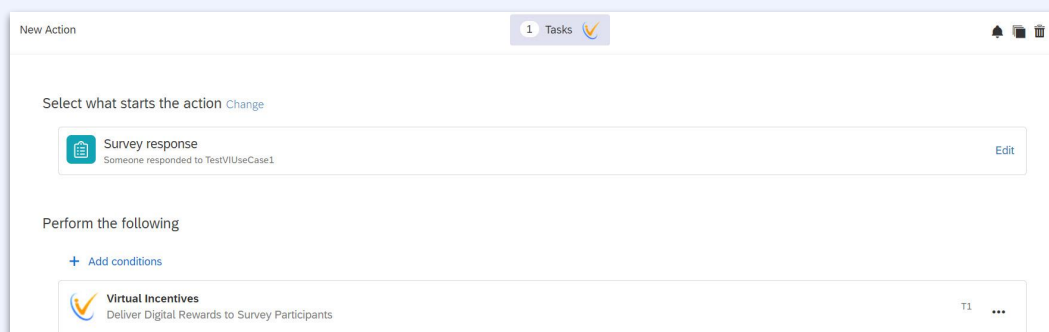 New Action
1 Tasks
Select what starts the action Change
Survey response
Someone responded to TestVIUseCase1
Edit
Perform the following
+ Add conditions
Virtual Incentives
Deliver Digital Rewards to Survey Participants
T1 ...